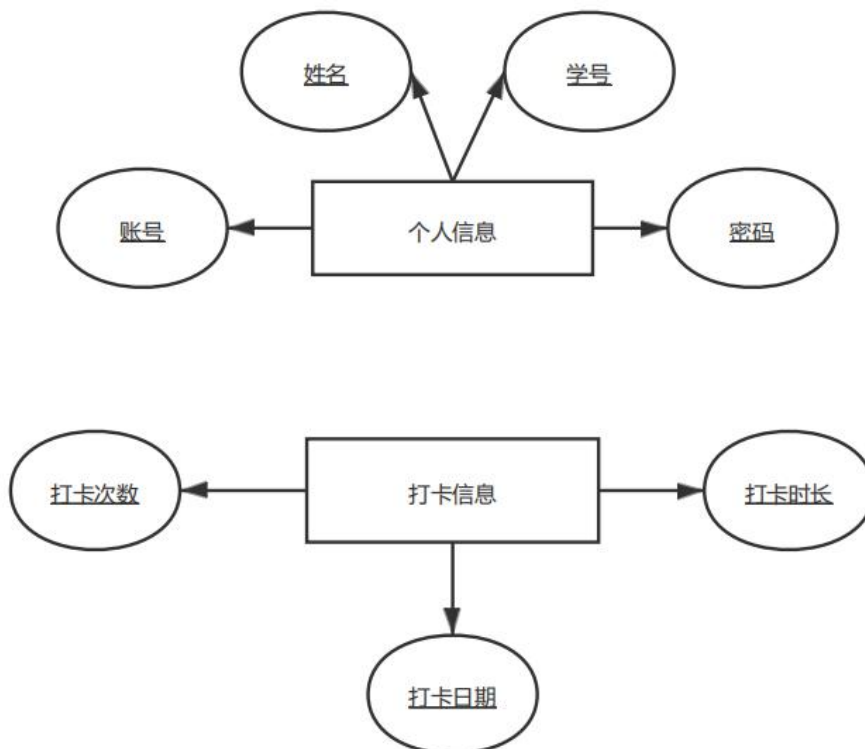 姓名
学号
账号
个人信息
密码
打卡次数
打卡信息
打卡时长
打卡日期